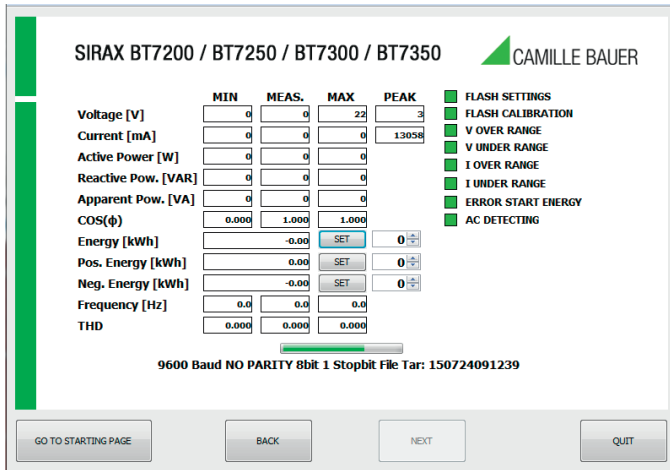 SIRAX BT7200 / BT7250 / BT7300 / BT7350
CAMILLE BAUER
MIN MEAS. MAX PEAK
Voltage [V] 0 0 22 3
Current [mA] 0 0 0 13058
Active Power [W] 0 0 0
Reactive Pow. [VAR] 0 0 0
Apparent Pow. [VA] 0 0 0
COS(ϕ) 0.000 1.000 1.000
Energy [kWh] -0.00 SET 0
Pos. Energy [kWh] 0.00 SET 0
Neg. Energy [kWh] -0.00 SET 0
Frequency [Hz] 0.0 0.0 0.0
THD 0.000 0.000 0.000
FLASH SETTINGS
FLASH CALIBRATION
V OVER RANGE
V UNDER RANGE
I OVER RANGE
I UNDER RANGE
ERROR START ENERGY
AC DETECTING
9600 Baud NO PARITY 8bit 1 Stopbit File Tar: 150724091239
GO TO STARTING PAGE BACK NEXT QUIT